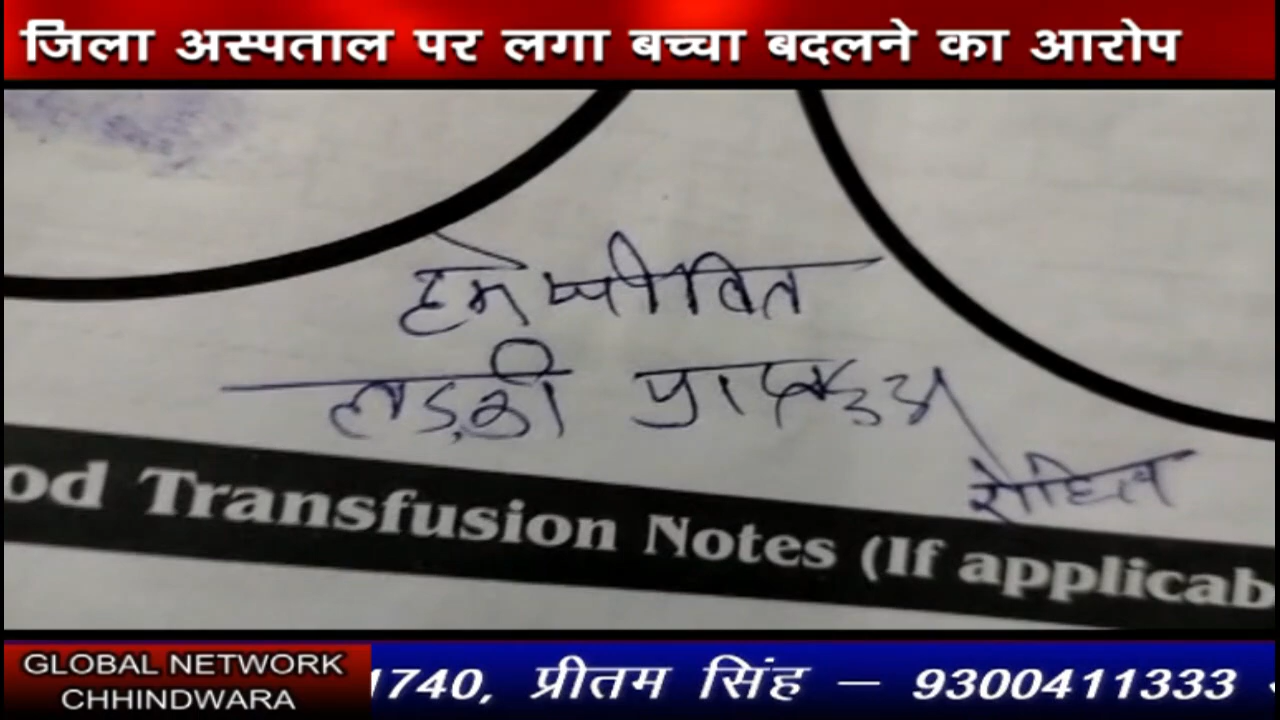 जिला अस्पताल पर लगा बच्चा बदलने का आरोप
हमे जीवित
लड़की प्राप्त हुआ
रोहित
od Transfusion Notes (If applicab
GLOBAL NETWORK
CHHINDWARA
1740, प्रीतम सिंह – 9300411333